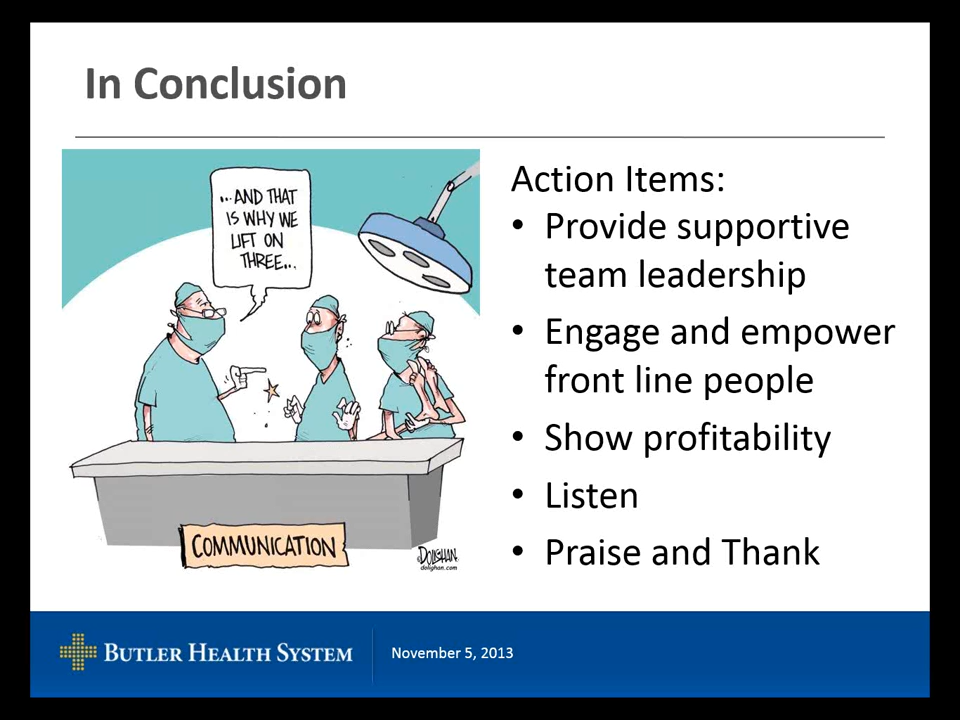 In Conclusion
...AND THAT
IS WHY WE
LIFT ON
THREE...
COMMUNICATION
DOLIGHAN
dolighan.com
Action Items:
• Provide supportive
team leadership
• Engage and empower
front line people
• Show profitability
• Listen
• Praise and Thank
BUTLER HEALTH SYSTEM
November 5, 2013